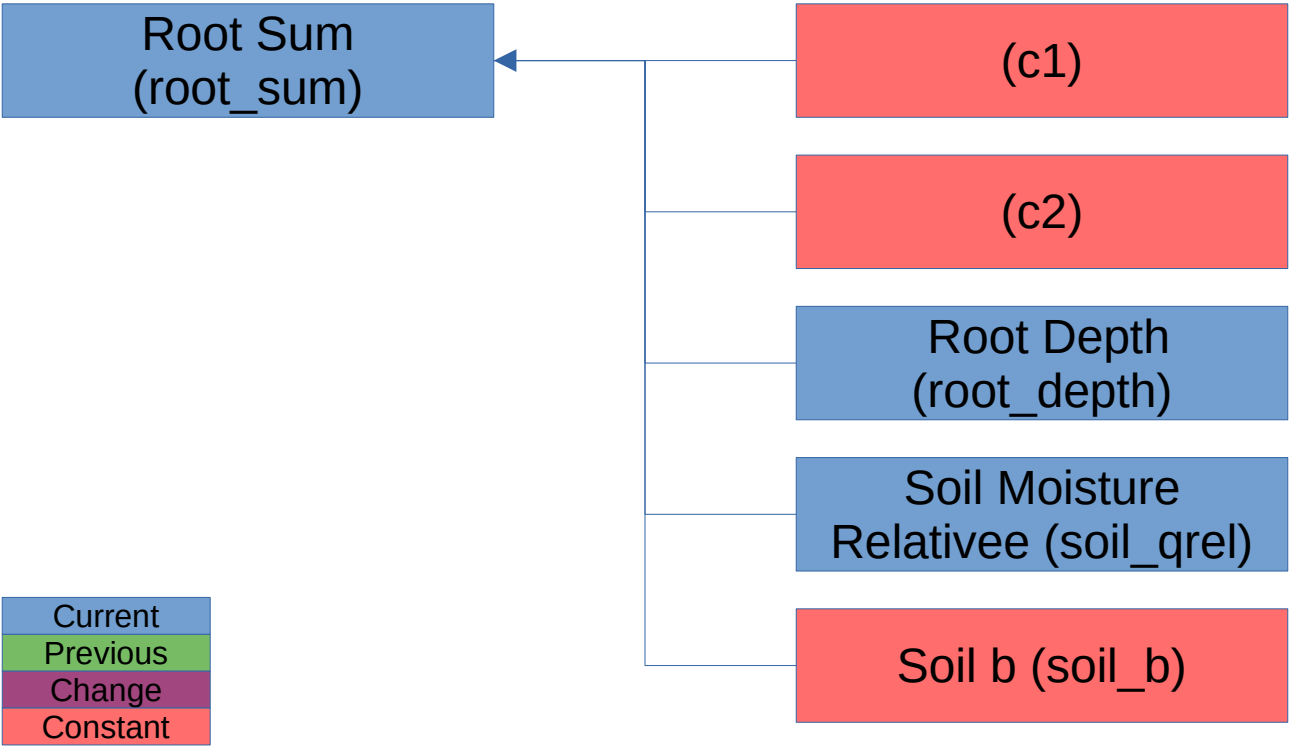 Root Sum
(root_sum)
(c1)
(c2)
Root Depth
(root_depth)
Soil Moisture
Relativee (soil_qrel)
Soil b (soil_b)
Current
Previous
Change
Constant